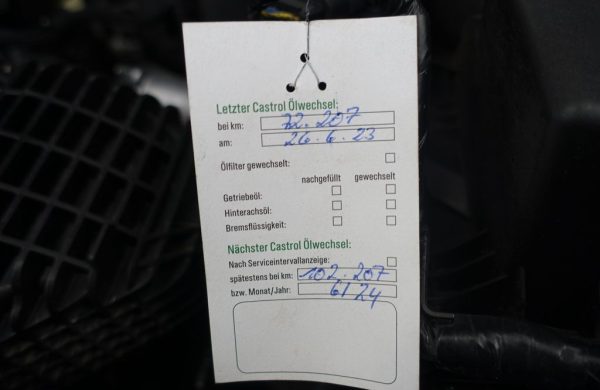 Letzter Castrol Ölwechsel:
bei km: 72.207
am: 26.6.23
Ölfilter gewechselt:
nachgefüllt gewechselt
Getriebeöl:
Hinterachsöl:
Bremsflüssigkeit:
Nächster Castrol Ölwechsel:
Nach Serviceintervallanzeige:
spätestens bei km: 102.207
bzw. Monat/Jahr: 6/24